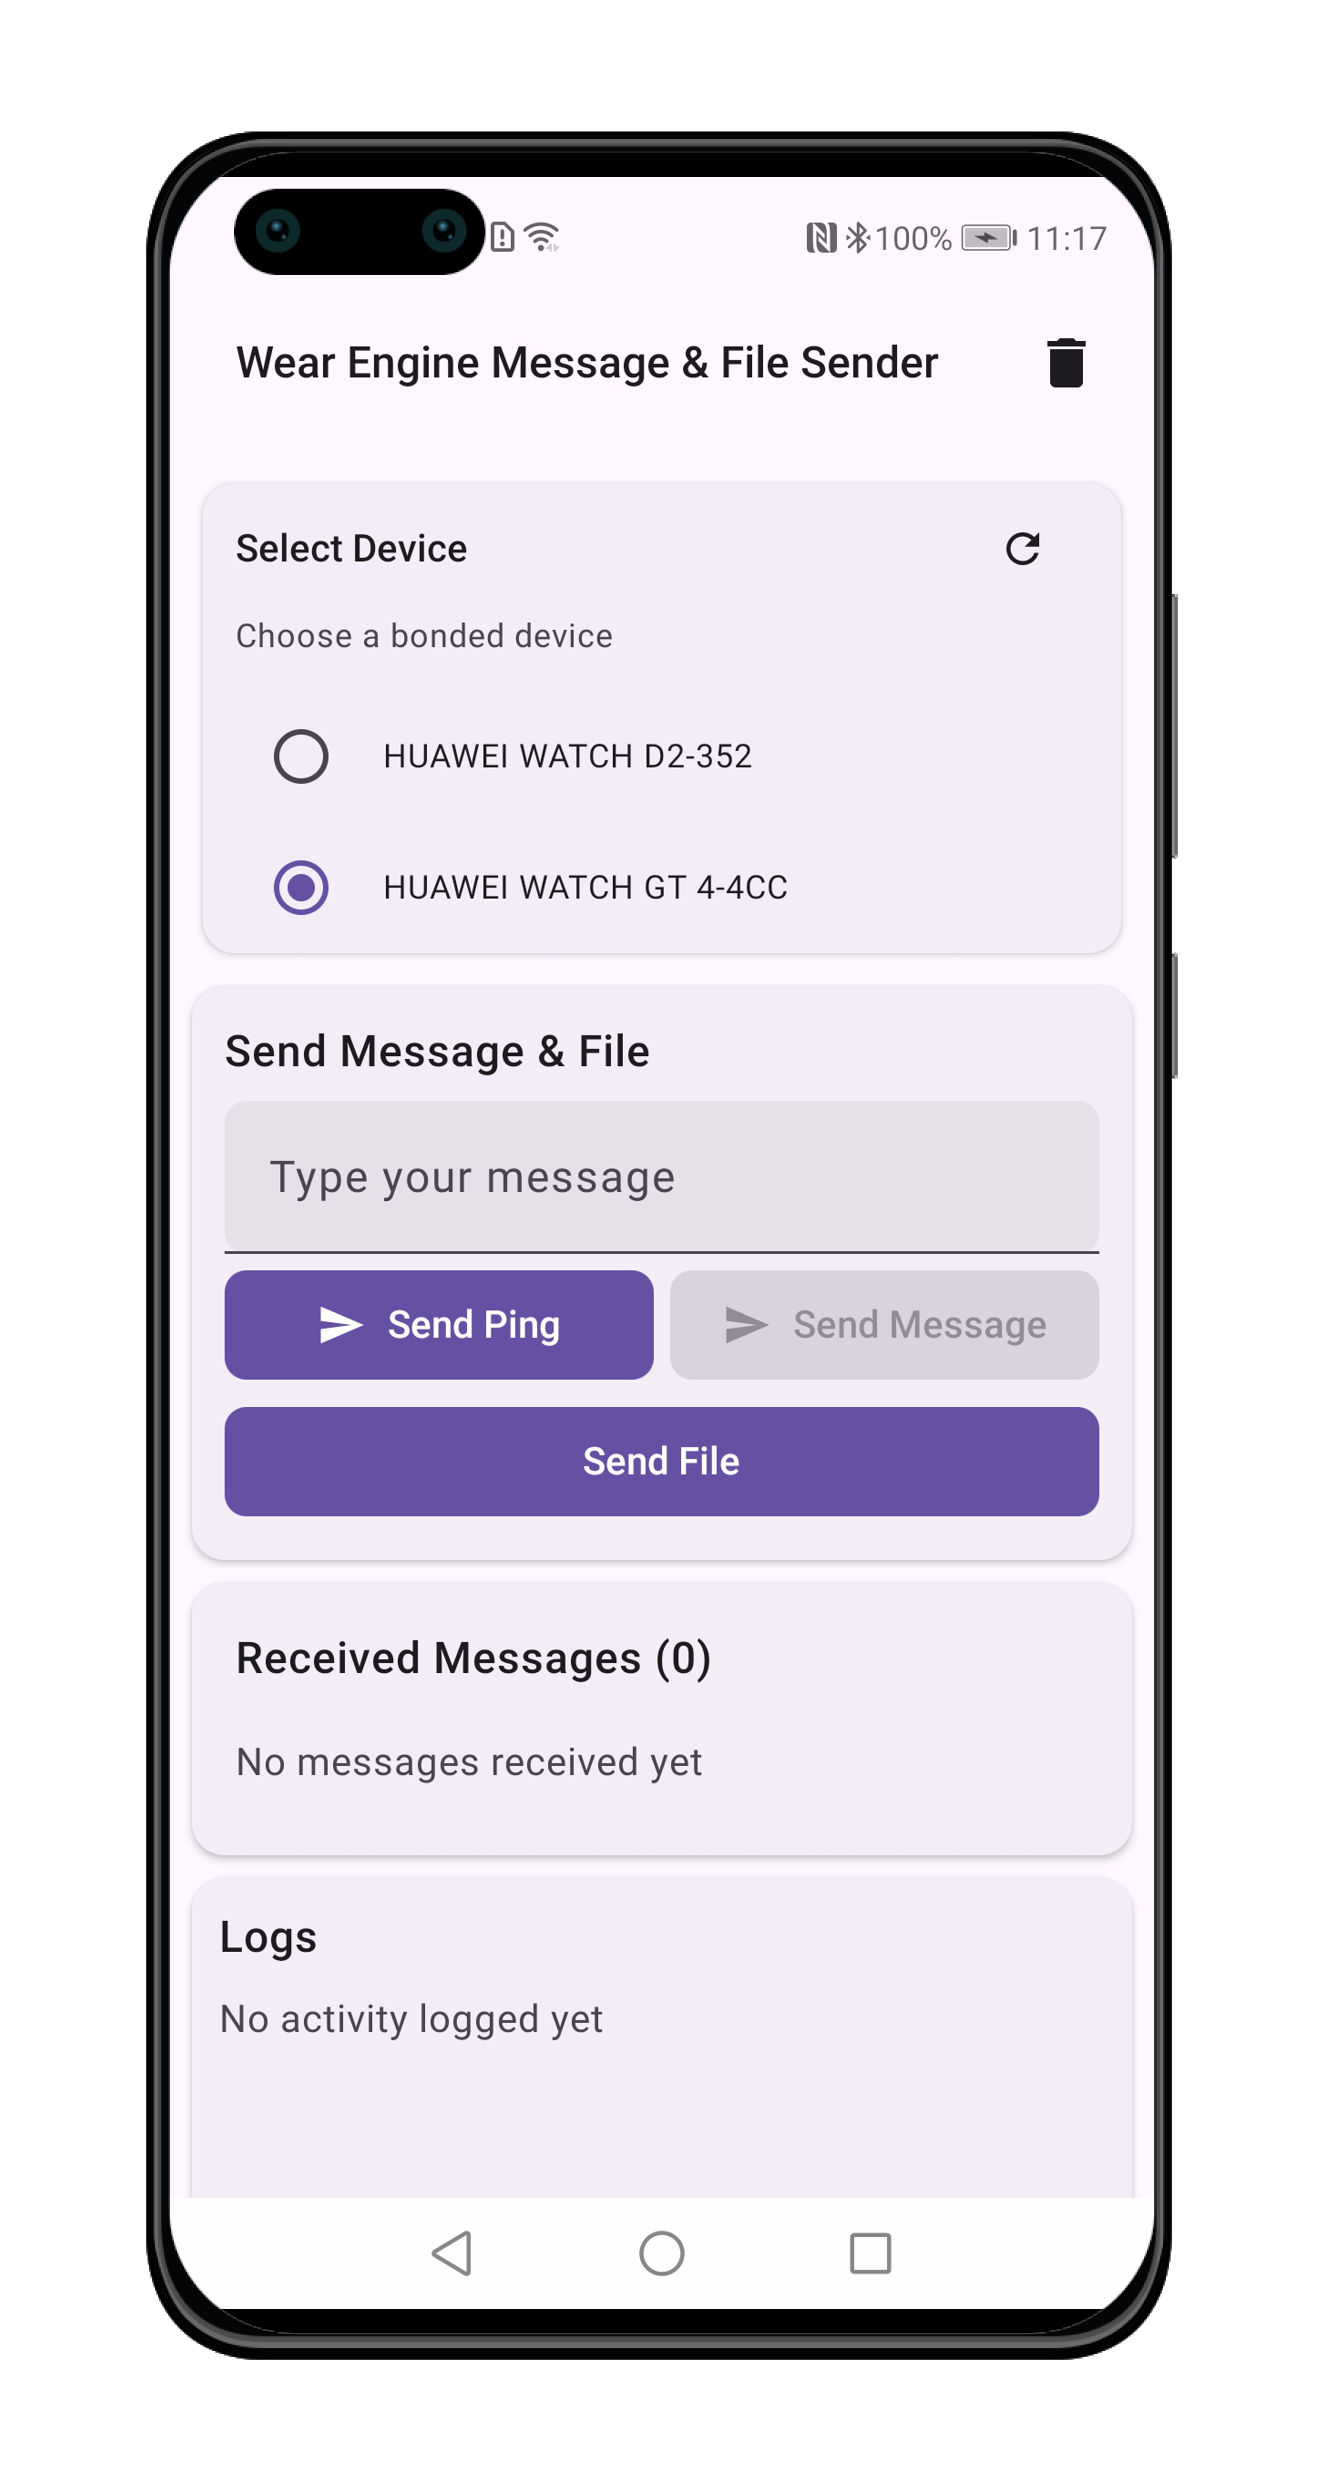 100% 11:17
Wear Engine Message & File Sender
Select Device
Choose a bonded device
HUAWEI WATCH D2-352
HUAWEI WATCH GT 4-4CC
Send Message & File
Type your message
Send Ping
Send Message
Send File
Received Messages (0)
No messages received yet
Logs
No activity logged yet